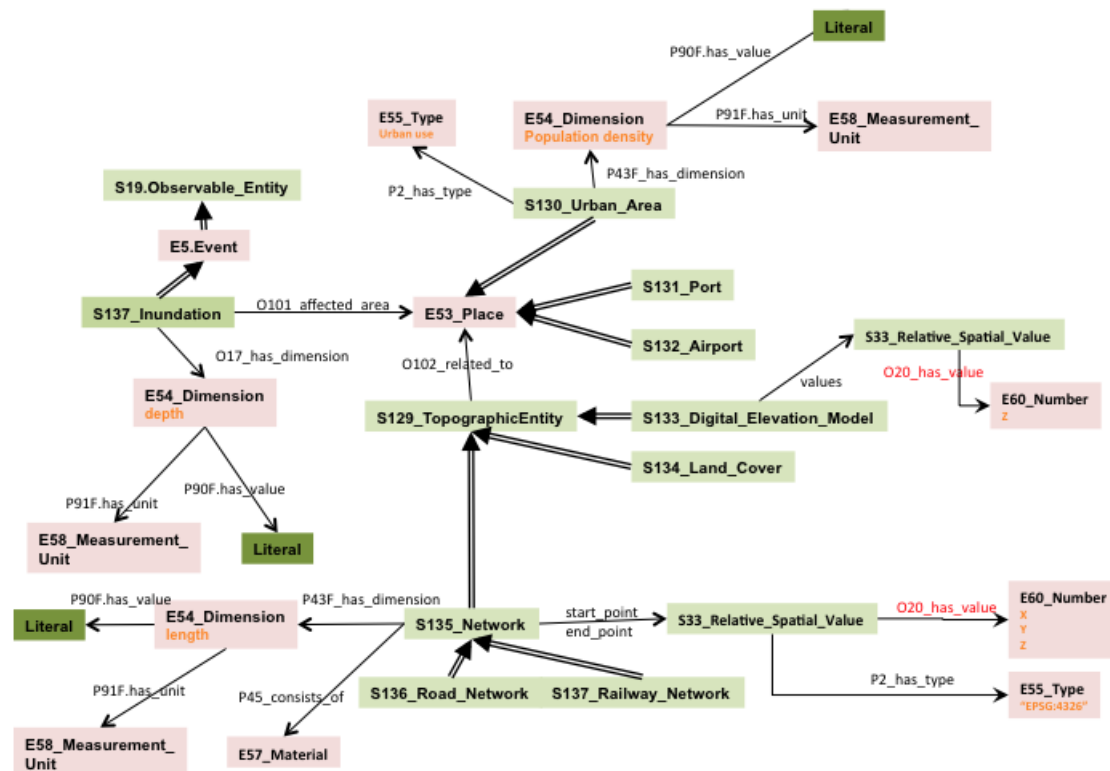 Literal
P90F.has_value
E55_Type
Urban use
E54_Dimension
Population density
P91F.has_unit
E58_Measurement_
Unit
P43F_has_dimension
P2_has_type
S19.Observable_Entity
S130_Urban_Area
E5.Event
S131_Port
S137_Inundation
O101_affected_area
E53_Place
S132_Airport
S33_Relative_Spatial_Value
O17_has_dimension
O102_related_to
values
O20_has_value
E54_Dimension
depth
E60_Number
Z
S129_TopographicEntity
S133_Digital_Elevation_Model
S134_Land_Cover
P90F.has_value
P91F.has_unit
E58_Measurement_
Unit
Literal
P90F.has_value
E54_Dimension
length
P43F_has_dimension
Literal
S135_Network
start_point
end_point
S33_Relative_Spatial_Value
O20_has_value
E60_Number
X
Y
Z
P91F.has_unit
P45_consists_of
S136_Road_Network
S137_Railway_Network
P2_has_type
E55_Type
"EPSG:4326"
E58_Measurement_
Unit
E57_Material